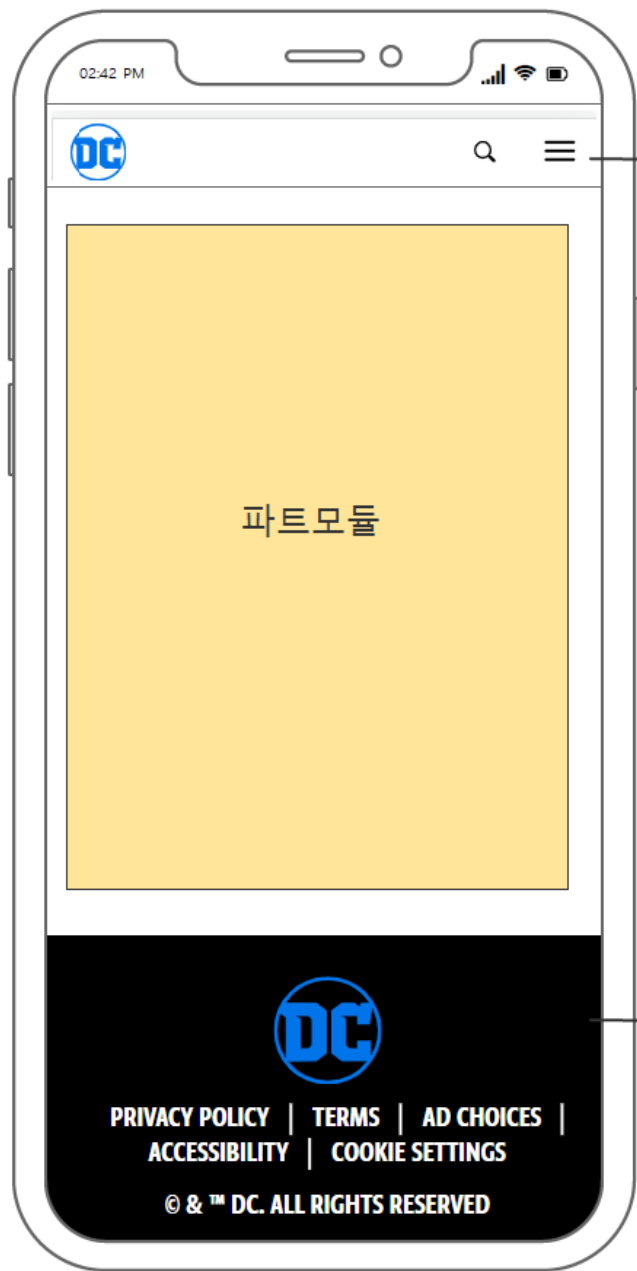 02:42 PM
DC
파트모듈
DC
PRIVACY POLICY | TERMS | AD CHOICES |
ACCESSIBILITY | COOKIE SETTINGS
© & ™ DC. ALL RIGHTS RESERVED